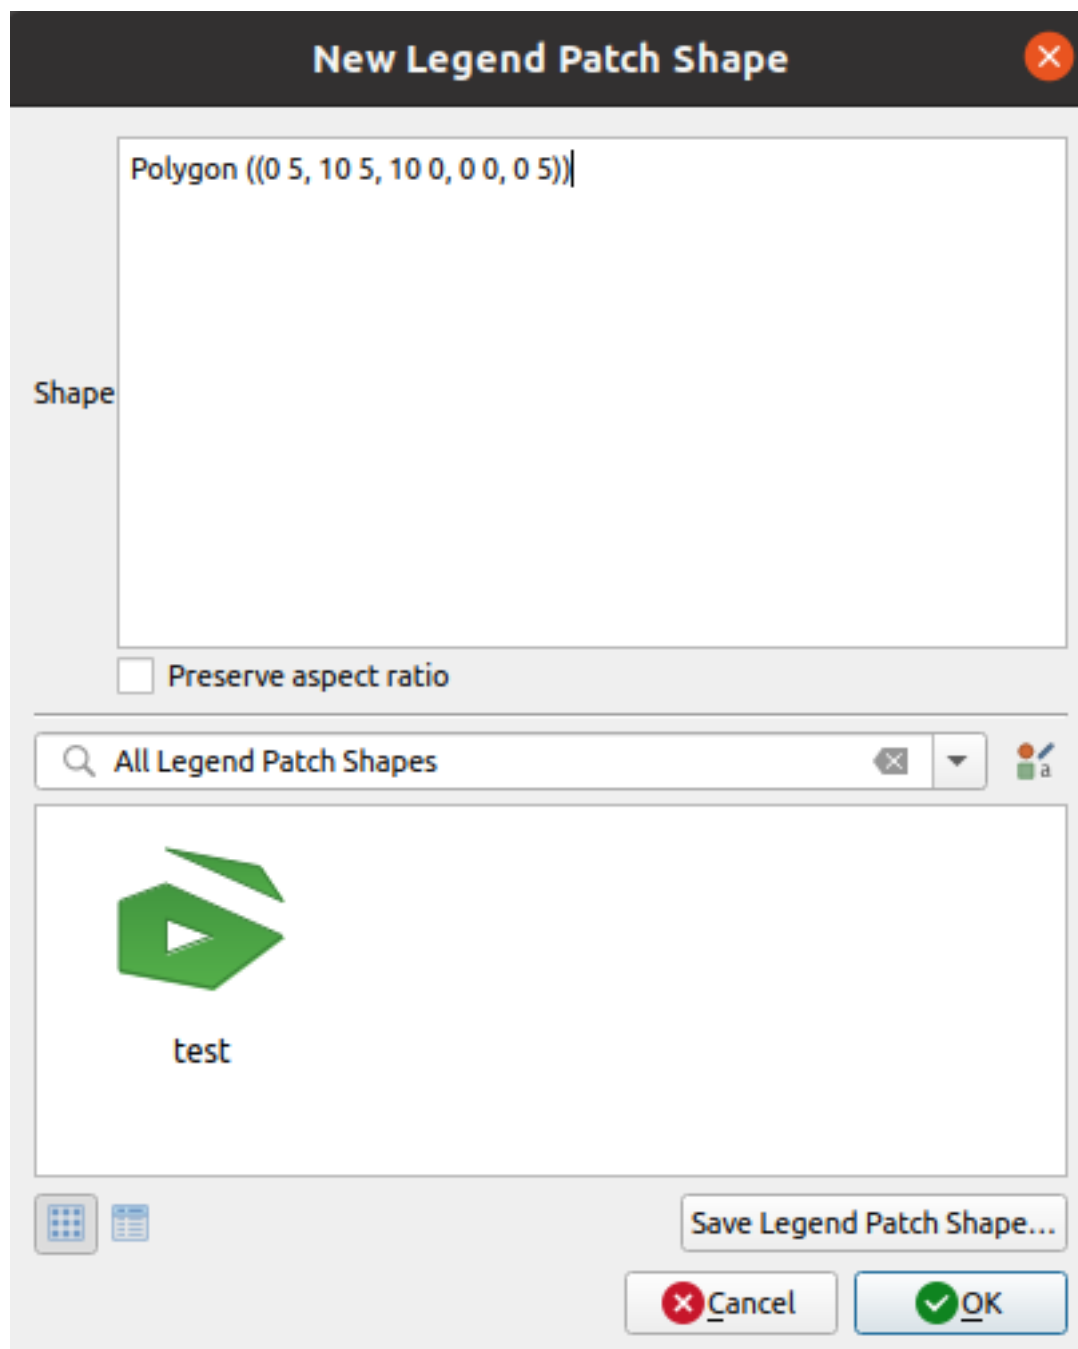 New Legend Patch Shape
Polygon ((0 5, 10 5, 10 0, 0 0, 0 5))
Shape
Preserve aspect ratio
All Legend Patch Shapes
a
test
Save Legend Patch Shape...
Cancel
OK